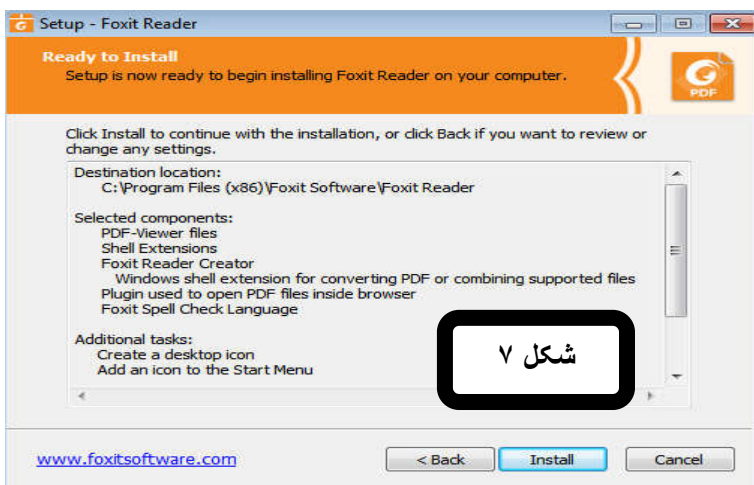 Setup - Foxit Reader
Ready to Install
Setup is now ready to begin installing Foxit Reader on your computer.
PDF
Click Install to continue with the installation, or click Back if you want to review or
change any settings.
Destination location:
C:\Program Files (x86)\Foxit Software\Foxit Reader
Selected components:
PDF-Viewer files
Shell Extensions
Foxit Reader Creator
Windows shell extension for converting PDF or combining supported files
Plugin used to open PDF files inside browser
Foxit Spell Check Language
Additional tasks:
Create a desktop icon
Add an icon to the Start Menu
شكل ٧
www.foxitsoftware.com
< Back
Install
Cancel